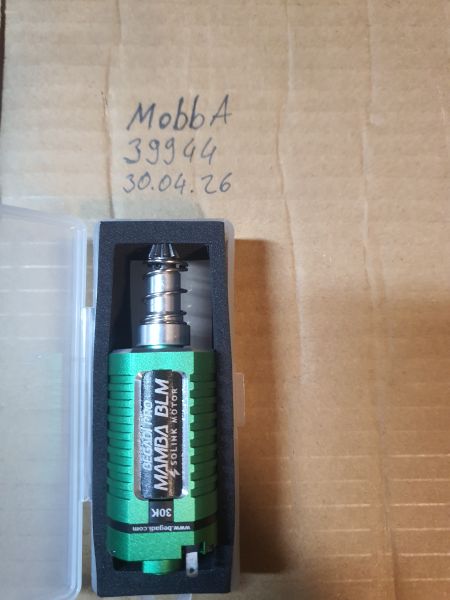 MobbA
39944
30.04.26
BEGADI PRO
MAMBA BLM
SOLINK MOTOR
30K
www.begadi.com